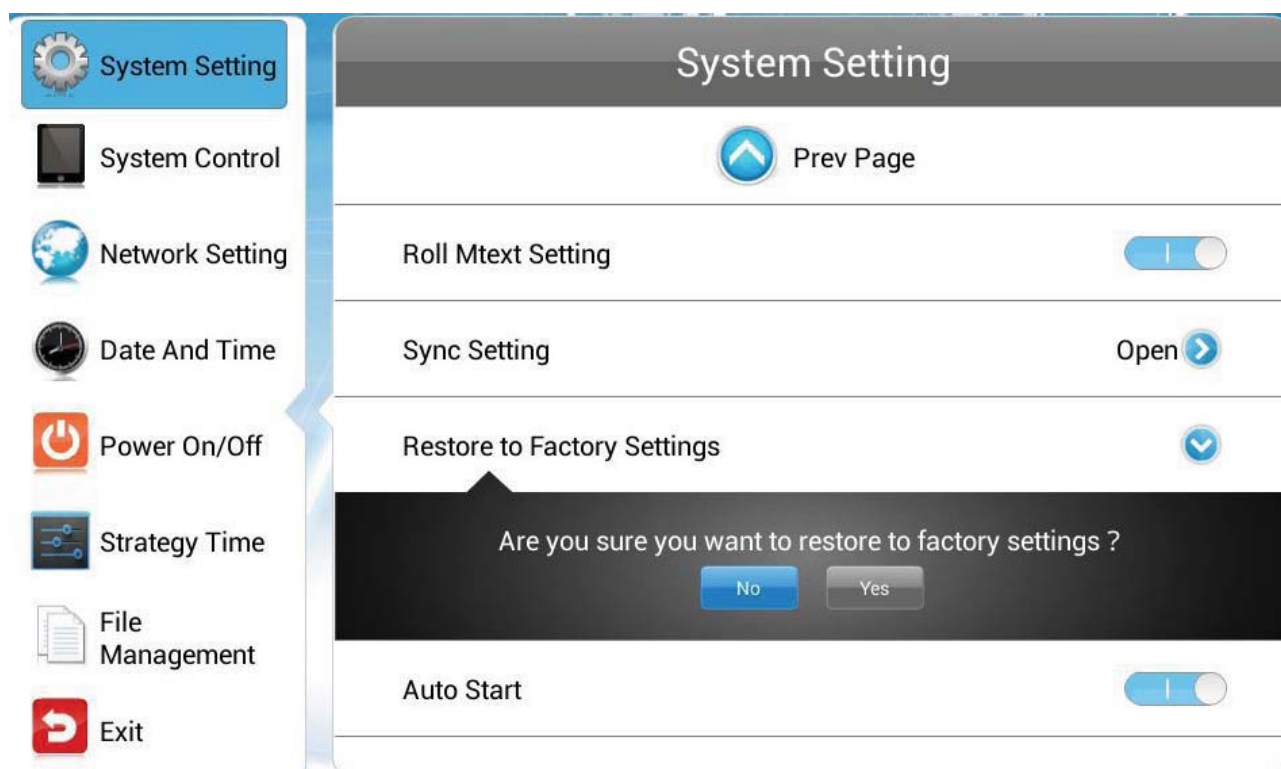 System Setting
System Control
Network Setting
Date And Time
Power On/Off
Strategy Time
File
Management
Exit
System Setting
Prev Page
Roll Mtext Setting
Sync Setting
Open
Restore to Factory Settings
Are you sure you want to restore to factory settings ?
No
Yes
Auto Start